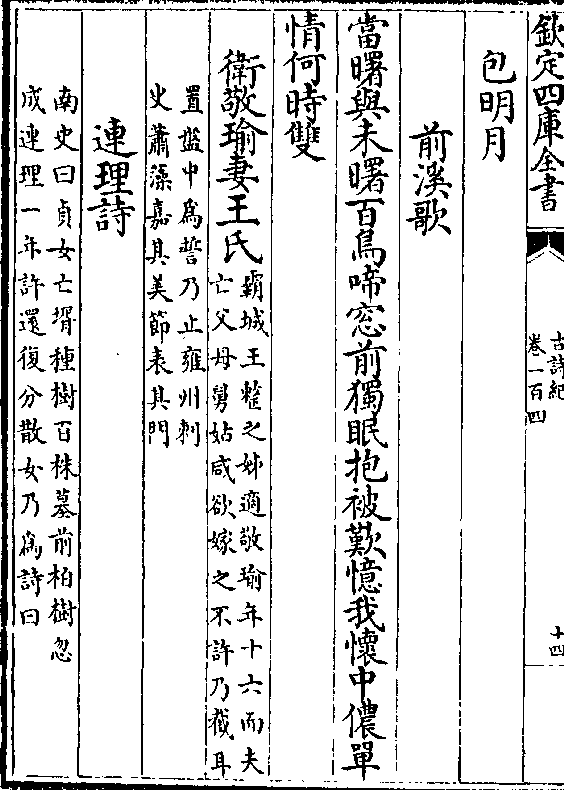 欽定四庫全書
古詩紀
卷一百四
十四
包明月
前溪歌
當曙與未曙百鳥啼窓前獨眠抱被歎憶我懷中儂單
情何時雙
衛敬瑜妻王氏
霸城王整之姊適敬瑜年十六而夫
亡父母舅姑咸欲嫁之不許乃截耳
置盤中為誓乃止雍州刺
史蕭藻嘉其美節表其門
連理詩
南史曰貞女亡壻種樹百株墓前柏樹忽
成連理一年許還復分散女乃為詩曰